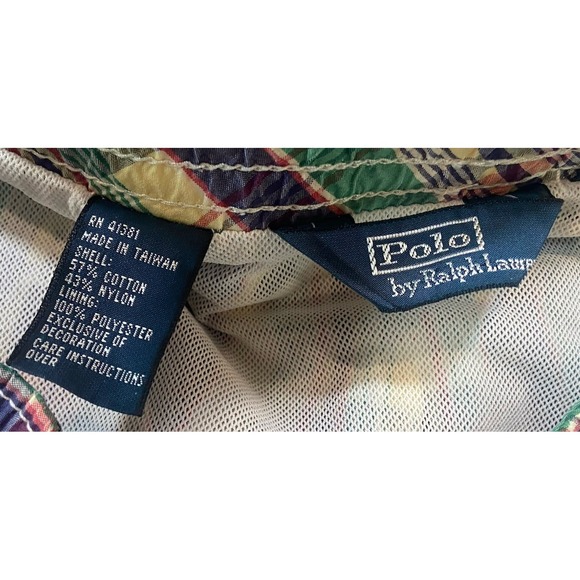 RN 41381
MADE IN TAIWAN
SHELL:
57% COTTON
43% NYLON
LINING:
100% POLYESTER
EXCLUSIVE OF
DECORATION
CARE INSTRUCTIONS
OVER
Polo
by Ralph Laur